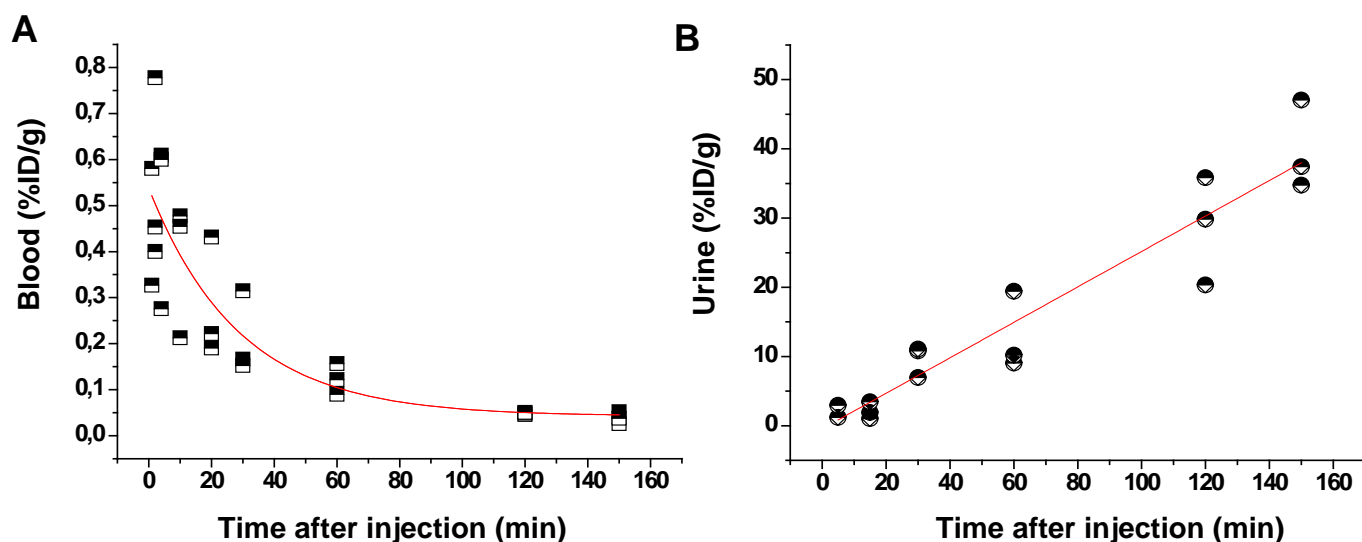 A
Blood (%ID/g)
0,8
0,7
0,6
0,5
0,4
0,3
0,2
0,1
0,0
0 20 40 60 80 100 120 140 160
Time after injection (min)
B
Urine (%ID/g)
50
40
30
20
10
0
0 20 40 60 80 100 120 140 160
Time after injection (min)